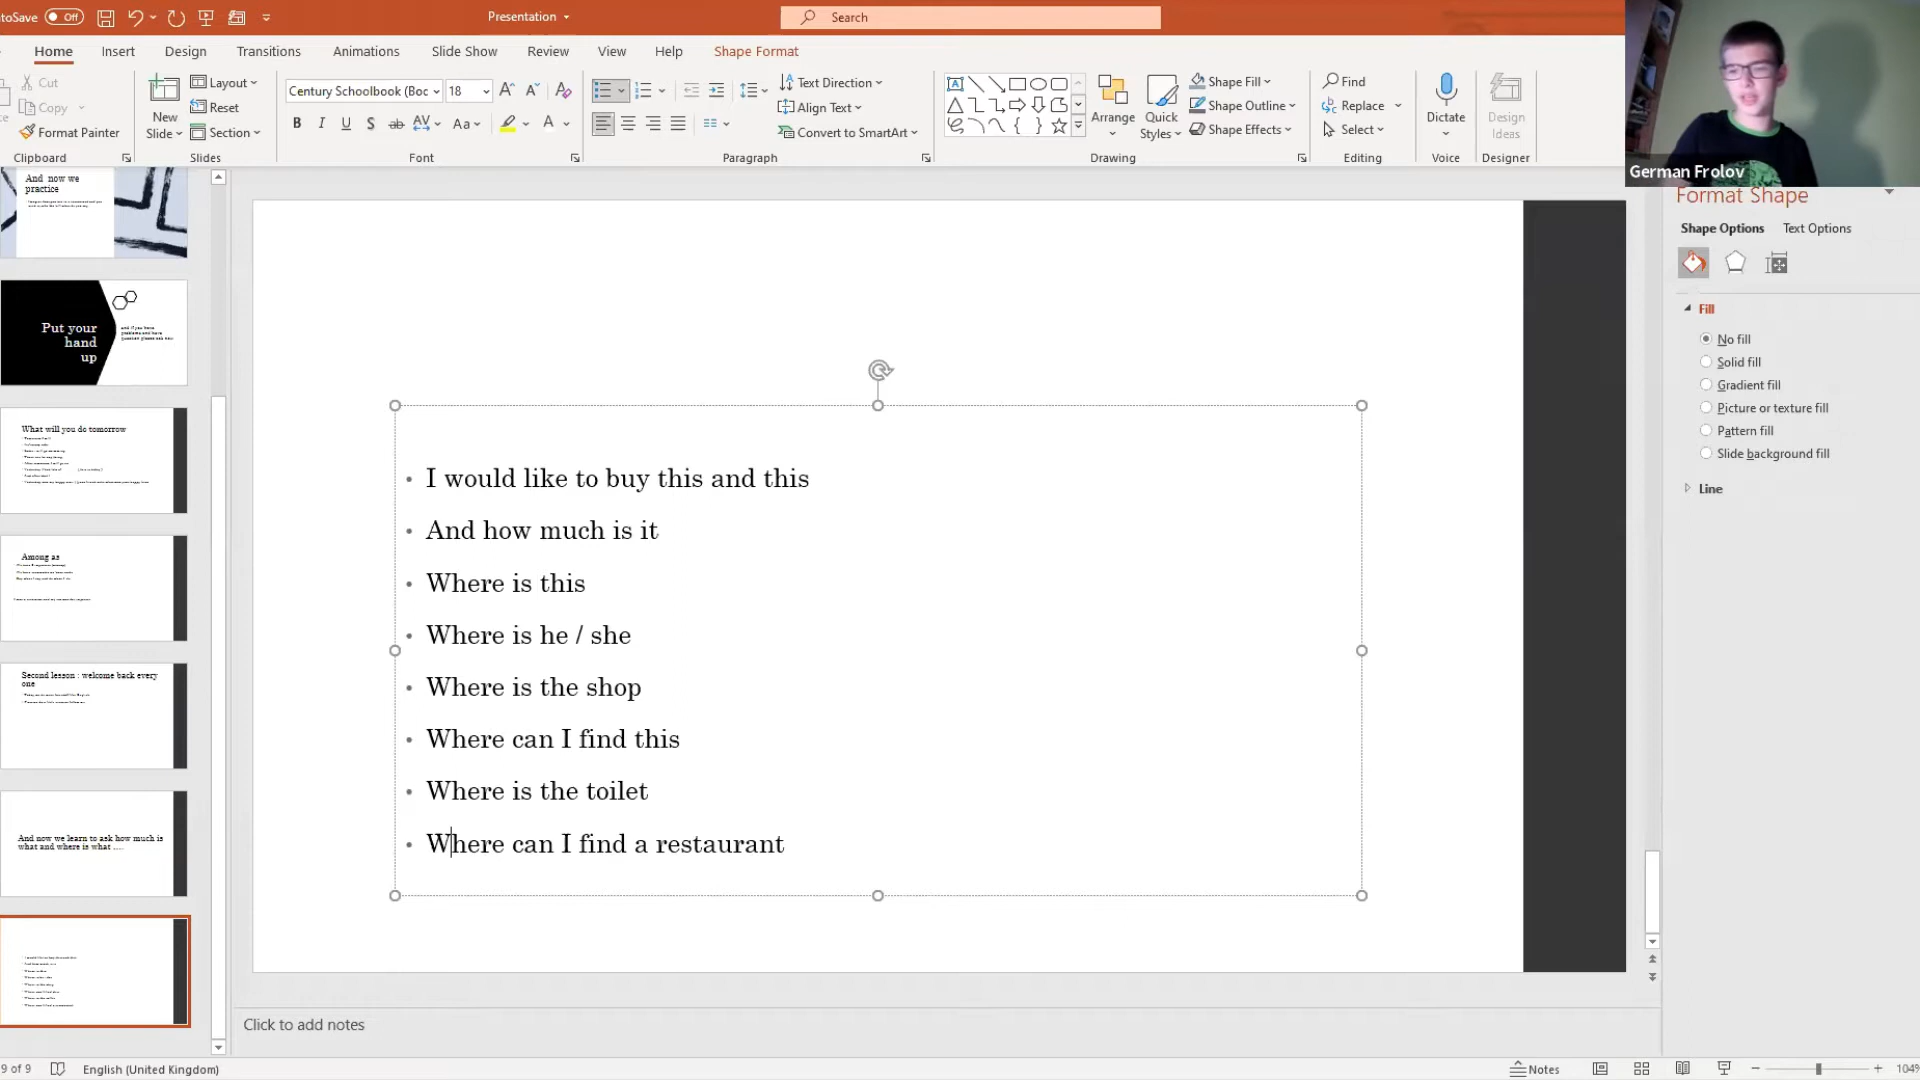 toSave Off
Presentation
Search
Home Insert Design Transitions Animations Slide Show Review View Help Shape Format
Cut
Copy
Format Painter
Clipboard
New
Slide
Layout
Reset
Section
Slides
Century Schoolbook (Boc 18
Font
Text Direction
Align Text
Convert to SmartArt
Paragraph
Arrange
Quick
Styles
Shape Fill
Shape Outline
Shape Effects
Drawing
Find
Replace
Select
Editing
Dictate
Voice
Design
Ideas
Designer
German Frolov
And now we
practice
Put your
hand
up
What will you do tomorrow
Among as
Second lesson : welcome back every
one
And now we learn to ask how much is
what and where is what .....
• I would like to buy this and this
• And how much is it
• Where is this
• Where is he / she
• Where is the shop
• Where can I find this
• Where is the toilet
• Where can I find a restaurant
Click to add notes
Format Shape
Shape Options Text Options
Fill
No fill
Solid fill
Gradient fill
Picture or texture fill
Pattern fill
Slide background fill
Line
9 of 9 English (United Kingdom)
Notes
104%